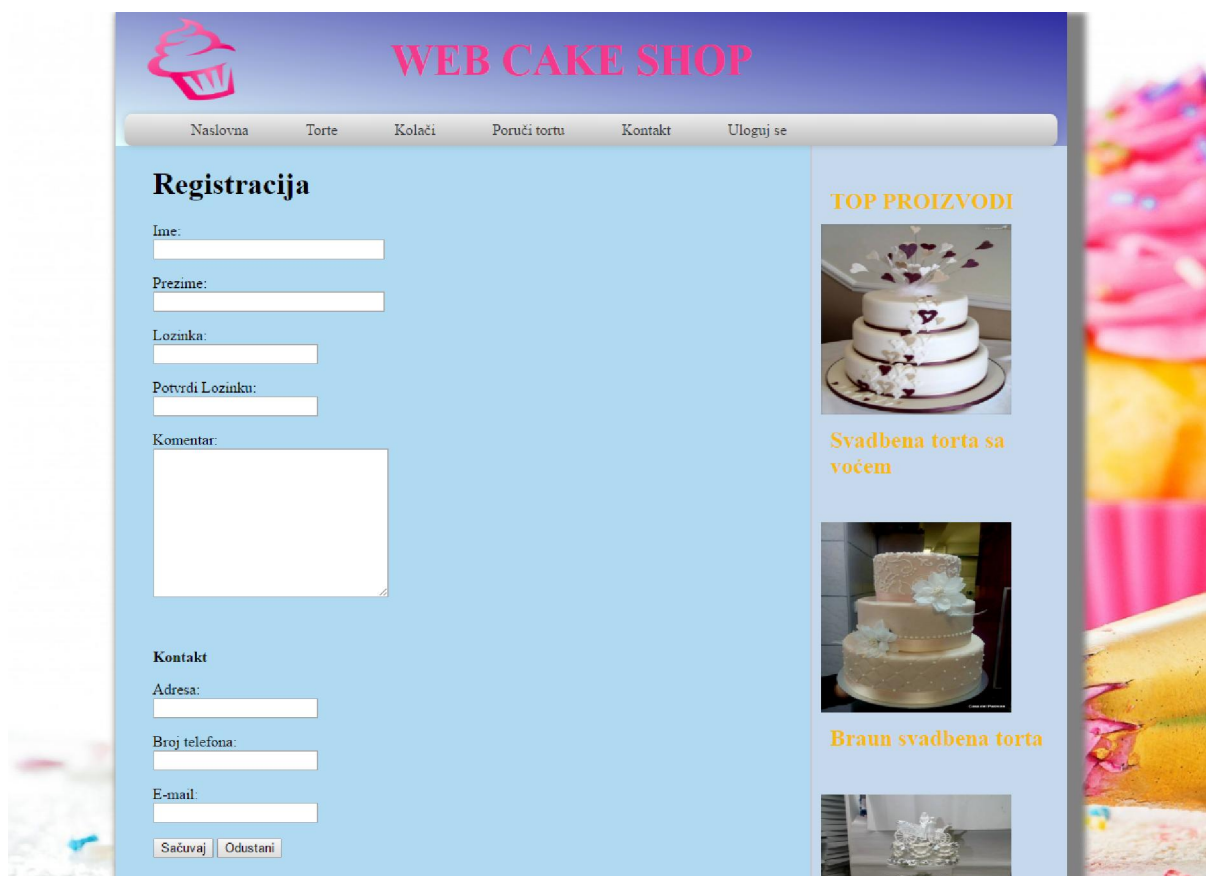 WEB CAKE SHOP
Naslovna Torte Kolači Poruči tortu Kontakt Uloguj se
Registracija
Ime:
Prezime:
Lozinka:
Potvrdi Lozinku:
Komentar:
Kontakt
Adresa:
Broj telefona:
E-mail:
Sačuvaj Odustani
TOP PROIZVODI
Svadbena torta sa
voćem
Braun svadbena torta